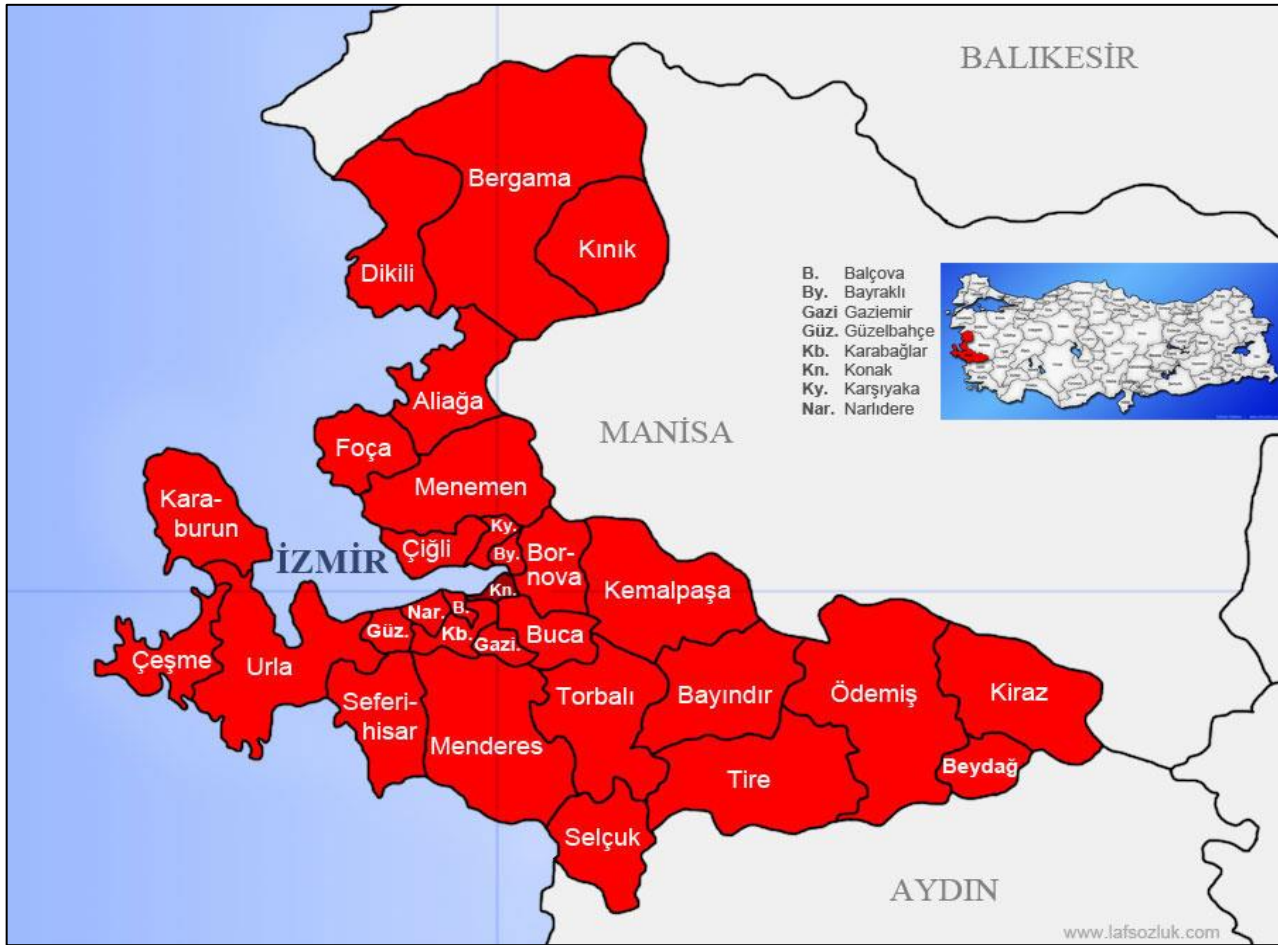 BALIKESİR
Bergama
Kınık
Dikili
B. Balçova
By. Bayraklı
Gazi Gaziemir
Güz. Güzelbahçe
Kb. Karabağlar
Kn. Konak
Ky. Karşıyaka
Nar. Narlıdere
Aliağa
MANİSA
Foça
Menemen
Kara-
burun
Ky.
Çiğli
By.
Bor-
nova
İZMİR
Kn.
Kemalpaşa
Nar.
B.
Güz.
Kb.
Gazi.
Buca
Çeşme
Urla
Seferi-
hisar
Menderes
Torbalı
Bayındır
Ödemiş
Kiraz
Beydağ
Tire
Selçuk
AYDIN
www.lafsozluk.com